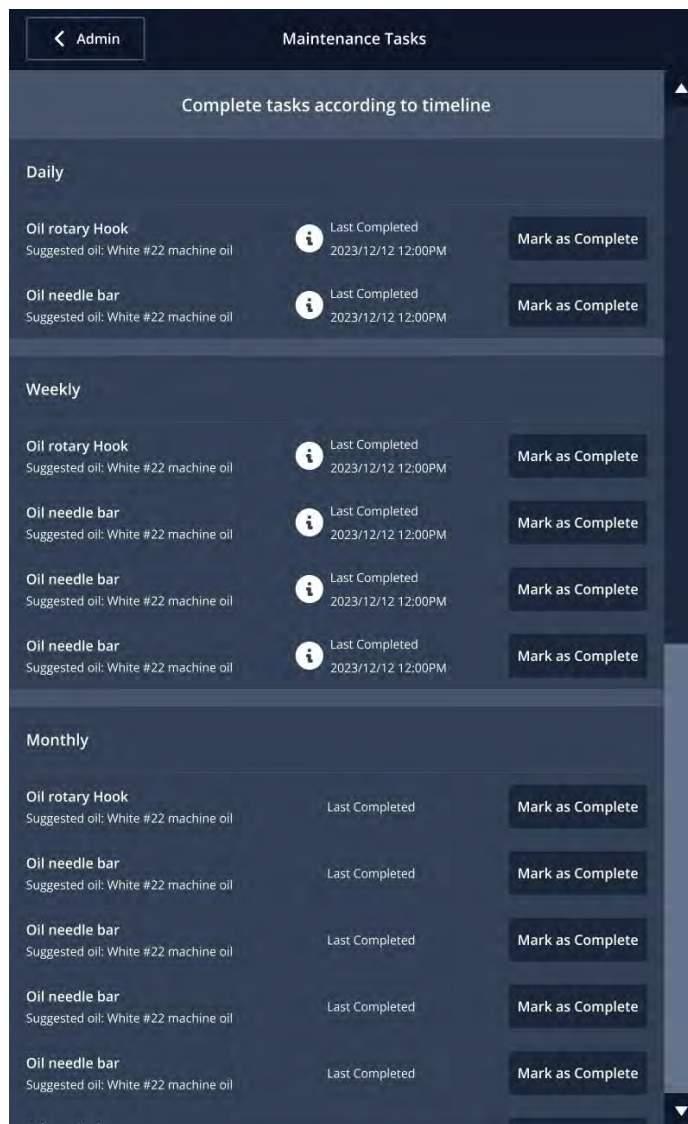 Admin
Maintenance Tasks
Complete tasks according to timeline
Daily
Oil rotary Hook
Suggested oil: White #22 machine oil
Last Completed
2023/12/12 12:00PM
Mark as Complete
Oil needle bar
Suggested oil: White #22 machine oil
Last Completed
2023/12/12 12:00PM
Mark as Complete
Weekly
Oil rotary Hook
Suggested oil: White #22 machine oil
Last Completed
2023/12/12 12:00PM
Mark as Complete
Oil needle bar
Suggested oil: White #22 machine oil
Last Completed
2023/12/12 12:00PM
Mark as Complete
Oil needle bar
Suggested oil: White #22 machine oil
Last Completed
2023/12/12 12:00PM
Mark as Complete
Oil needle bar
Suggested oil: White #22 machine oil
Last Completed
2023/12/12 12:00PM
Mark as Complete
Monthly
Oil rotary Hook
Suggested oil: White #22 machine oil
Last Completed
Mark as Complete
Oil needle bar
Suggested oil: White #22 machine oil
Last Completed
Mark as Complete
Oil needle bar
Suggested oil: White #22 machine oil
Last Completed
Mark as Complete
Oil needle bar
Suggested oil: White #22 machine oil
Last Completed
Mark as Complete
Oil needle bar
Suggested oil: White #22 machine oil
Last Completed
Mark as Complete